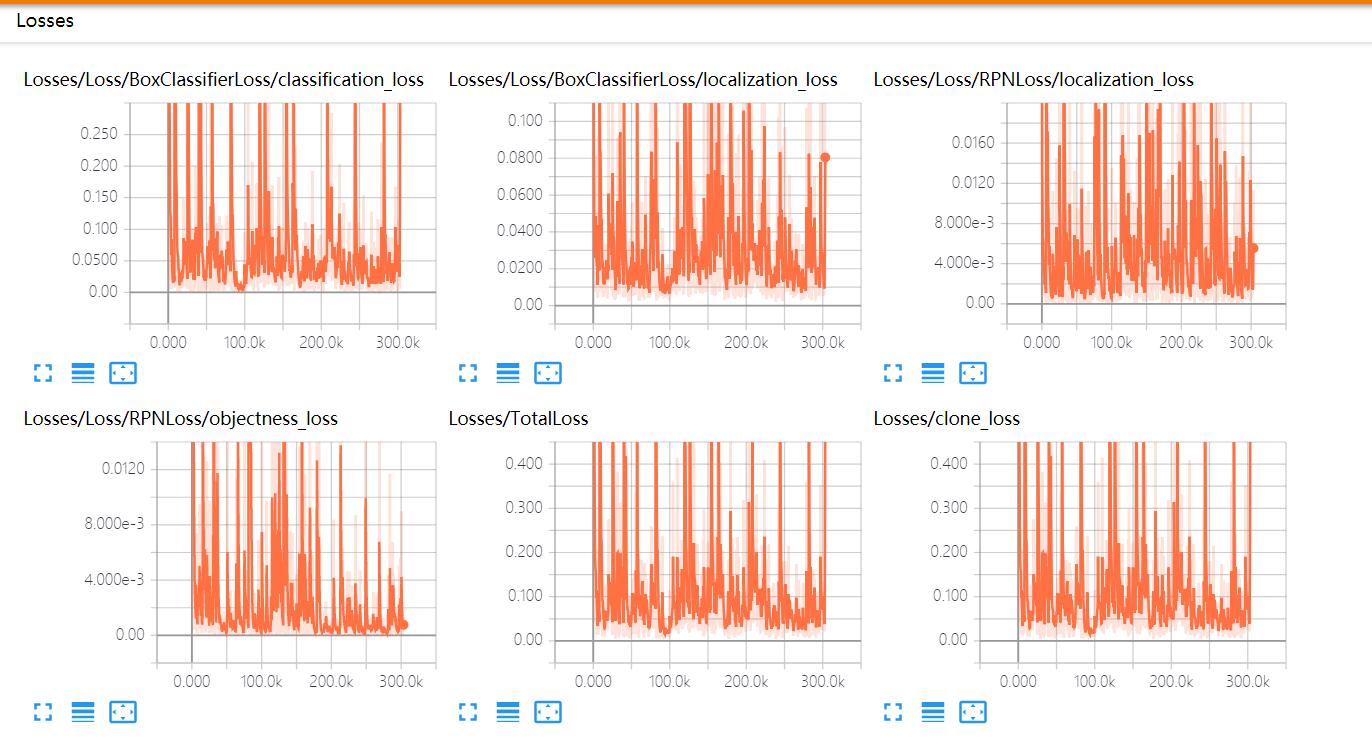 Losses
Losses/Loss/BoxClassifierLoss/classification_loss
0.250
0.200
0.150
0.100
0.0500
0.00
0.000 100.0k 200.0k 300.0k
Losses/Loss/BoxClassifierLoss/localization_loss
0.100
0.0800
0.0600
0.0400
0.0200
0.00
0.000 100.0k 200.0k 300.0k
Losses/Loss/RPNLoss/localization_loss
0.0160
0.0120
8.000e-3
4.000e-3
0.00
0.000 100.0k 200.0k 300.0k
Losses/Loss/RPNLoss/objectness_loss
0.0120
8.000e-3
4.000e-3
0.00
0.000 100.0k 200.0k 300.0k
Losses/TotalLoss
0.400
0.300
0.200
0.100
0.00
0.000 100.0k 200.0k 300.0k
Losses/clone_loss
0.400
0.300
0.200
0.100
0.00
0.000 100.0k 200.0k 300.0k